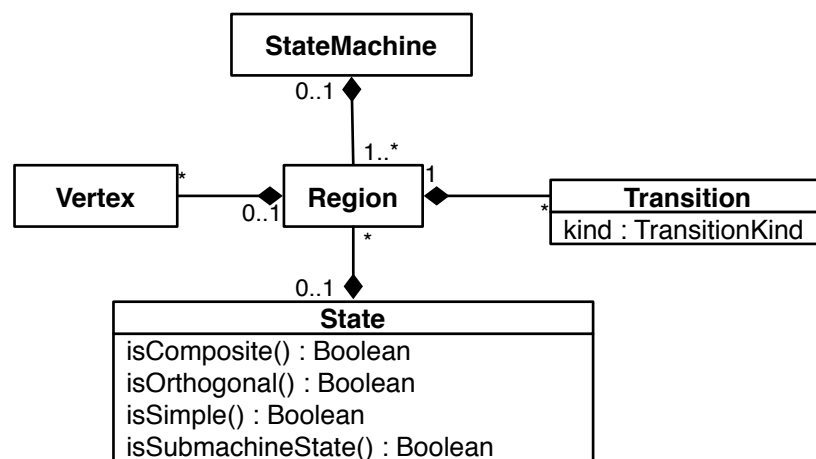 StateMachine
0..1
1..*
Vertex
*
0..1
Region
1
*
Transition
kind : TransitionKind
*
0..1
State
isComposite() : Boolean
isOrthogonal() : Boolean
isSimple() : Boolean
isSubmachineState() : Boolean